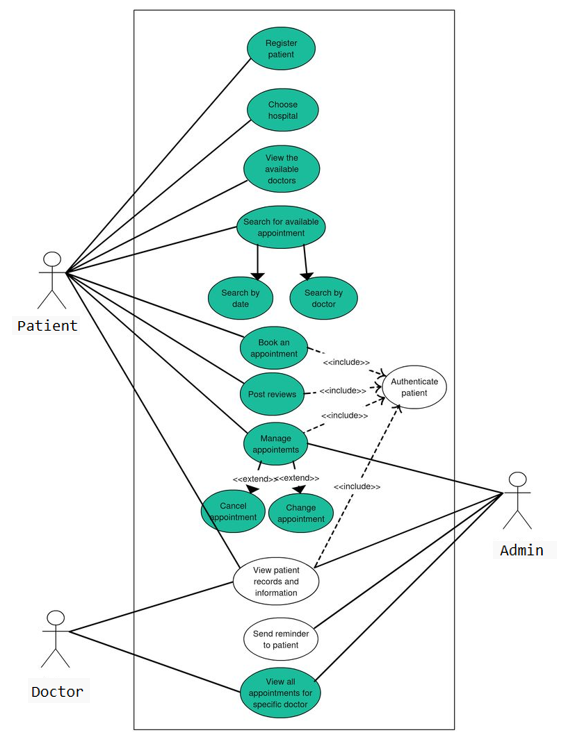 Register
patient
Choose
hospital
View the
available
doctors
Search for available
appointment
Search by
date
Search by
doctor
Patient
Book an
appointment
<<include>>
Authenticate
patient
Post reviews
<<include>>
<<include>>
Manage
appointemts
<<extend>>
<<extend>>
<<include>>
Cancel
appointment
Change
appointment
Admin
View patient
records and
information
Send reminder
to patient
Doctor
View all
appointments for
specific doctor